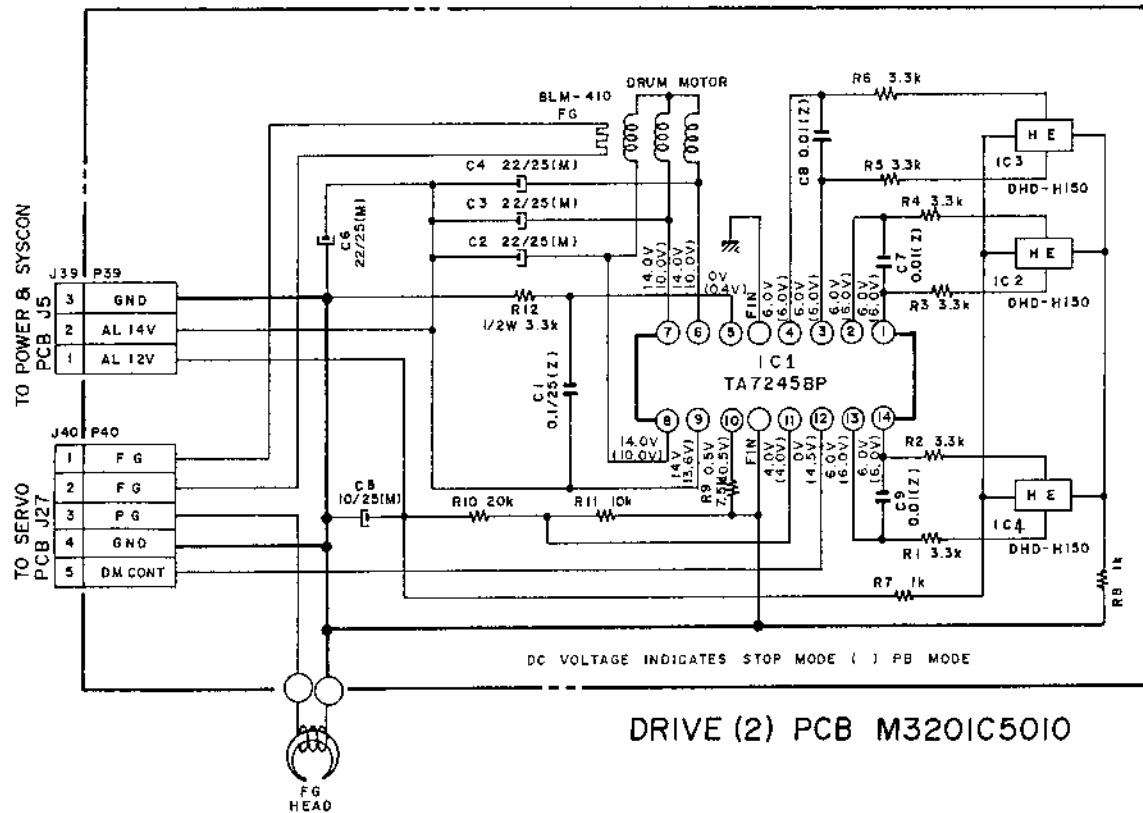 DRUM MOTOR
BLM-410
FG
R6 3.3k
C8 0.01(Z)
HE
IC3
DHD-H150
R5 3.3k
C4 22/25(M)
C3 22/25(M)
C2 22/25(M)
C6
22/25(M)
R4 3.3k
C7
0.01(Z)
HE
IC2
DHD-H150
R3 3.3k
TO POWER & SYSCON
PCB J5
J39 P39
3 GND
2 AL 14V
1 AL 12V
R12
1/2W 3.3k
C1
0.1/25(Z)
14.0V
(10.0V)
14.0V
(10.0V)
0V
(0.4V)
FIN
6.0V
(6.0V)
6.0V
(6.0V)
6.0V
(6.0V)
6.0V
(6.0V)
7 6 5 4 3 2 1
IC1
TA7245BP
8 9 10 11 12 13 14
14.0V
(10.0V)
14V
(13.6V)
0.5V
(0.5V)
FIN
4.0V
(4.0V)
0V
(4.5V)
6.0V
(6.0V)
6.0V
(6.0V)
R9
R2 3.3k
C9
0.01(Z)
HE
IC4
DHD-H150
R1 3.3k
TO SERVO
PCB J27
J40 P40
1 FG
2 FG
3 PG
4 GND
5 DM CONT
C5
10/25(M)
R10 20k
R11 10k
R7 1k
R8 1k
DC VOLTAGE INDICATES STOP MODE ( ) PB MODE
DRIVE (2) PCB M3201C5010
FG
HEAD